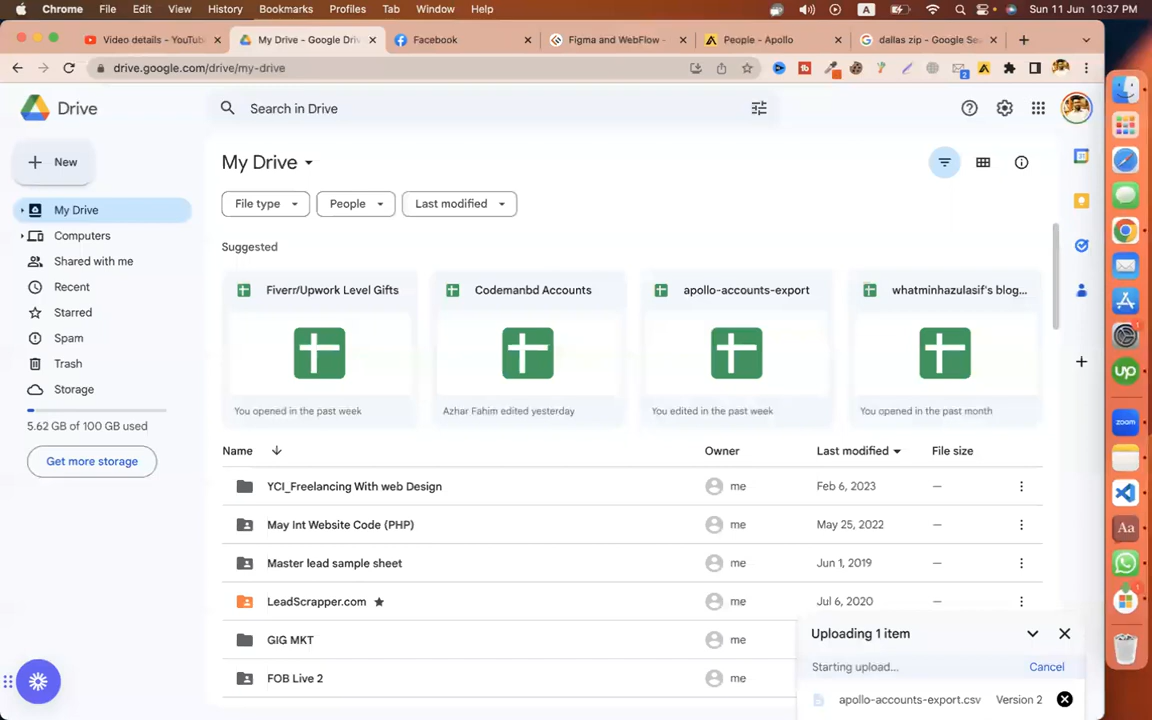 Chrome File Edit View History Bookmarks Profiles Tab Window Help A Sun 11 Jun 10:37 PM
Video details - YouTub My Drive - Google Driv Facebook Figma and WebFlow - People - Apollo dallas zip - Google Se
drive.google.com/drive/my-drive 2
Drive Search in Drive
New My Drive
My Drive File type People Last modified
Computers
Suggested
Shared with me
Recent Fiverr/Upwork Level Gifts Codemanbd Accounts apollo-accounts-export whatminhazulasif's blog...
Starred
Spam
Trash
Storage
You opened in the past week Azhar Fahim edited yesterday You edited in the past week You opened in the past month
5.62 GB of 100 GB used
Get more storage
Name Owner Last modified File size
YCI_Freelancing With web Design me Feb 6, 2023 —
May Int Website Code (PHP) me May 25, 2022 —
Master lead sample sheet me Jun 1, 2019 —
LeadScrapper.com me Jul 6, 2020 —
GIG MKT me
FOB Live 2 me
Uploading 1 item
Starting upload... Cancel
apollo-accounts-export.csv Version 2
up
zoom
Aa